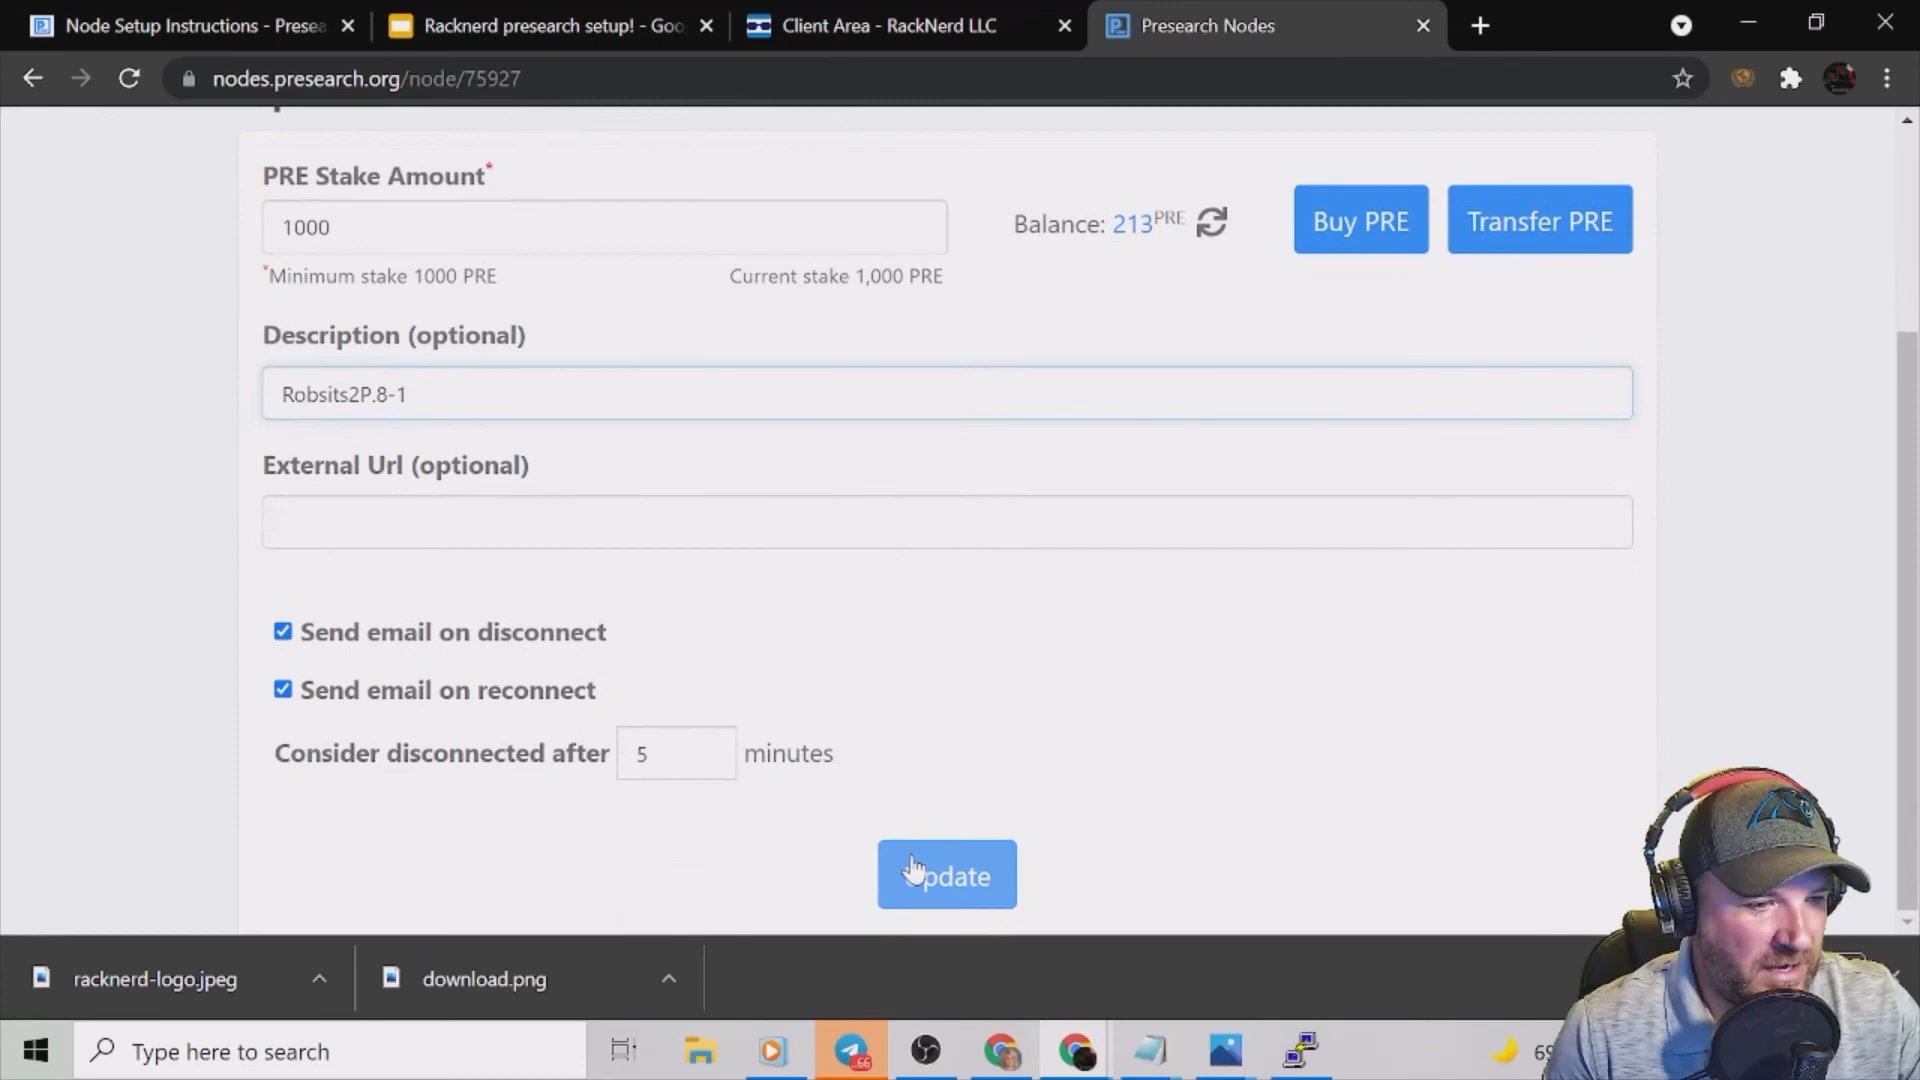 Node Setup Instructions - Presea
Racknerd presearch setup! - Goo
Client Area - RackNerd LLC
Presearch Nodes
nodes.presearch.org/node/75927
PRE Stake Amount*
1000
Balance: 213PRE
Buy PRE
Transfer PRE
*Minimum stake 1000 PRE
Current stake 1,000 PRE
Description (optional)
Robsits2P.8-1
External Url (optional)
Send email on disconnect
Send email on reconnect
Consider disconnected after 5 minutes
Update
racknerd-logo.jpeg
download.png
Type here to search
66